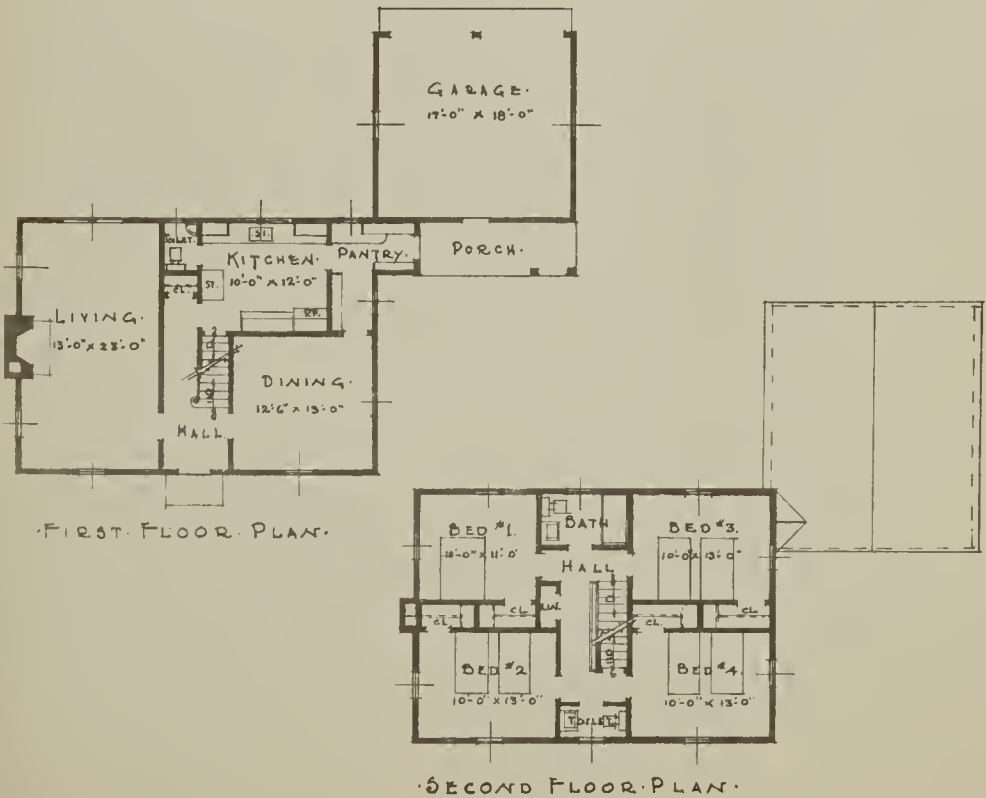 GARAGE.
17'-0" X 18'-0"
TOILET.
KITCHEN.
10'-0" X 12'-0"
PANTRY.
PORCH.
CL.
ST.
RF.
LIVING.
13'-0" X 23'-0"
DINING.
12'-6" X 13'-0"
HALL.
·FIRST·FLOOR·PLAN·
BED #1.
BATH
BED #3.
10'-0" X 13'-0"
HALL
LIN.
CL.
CL.
CL.
CL.
BED #2
10'-0" X 13'-0"
BED #4.
10'-0" X 13'-0"
TOILET
·SECOND FLOOR·PLAN·